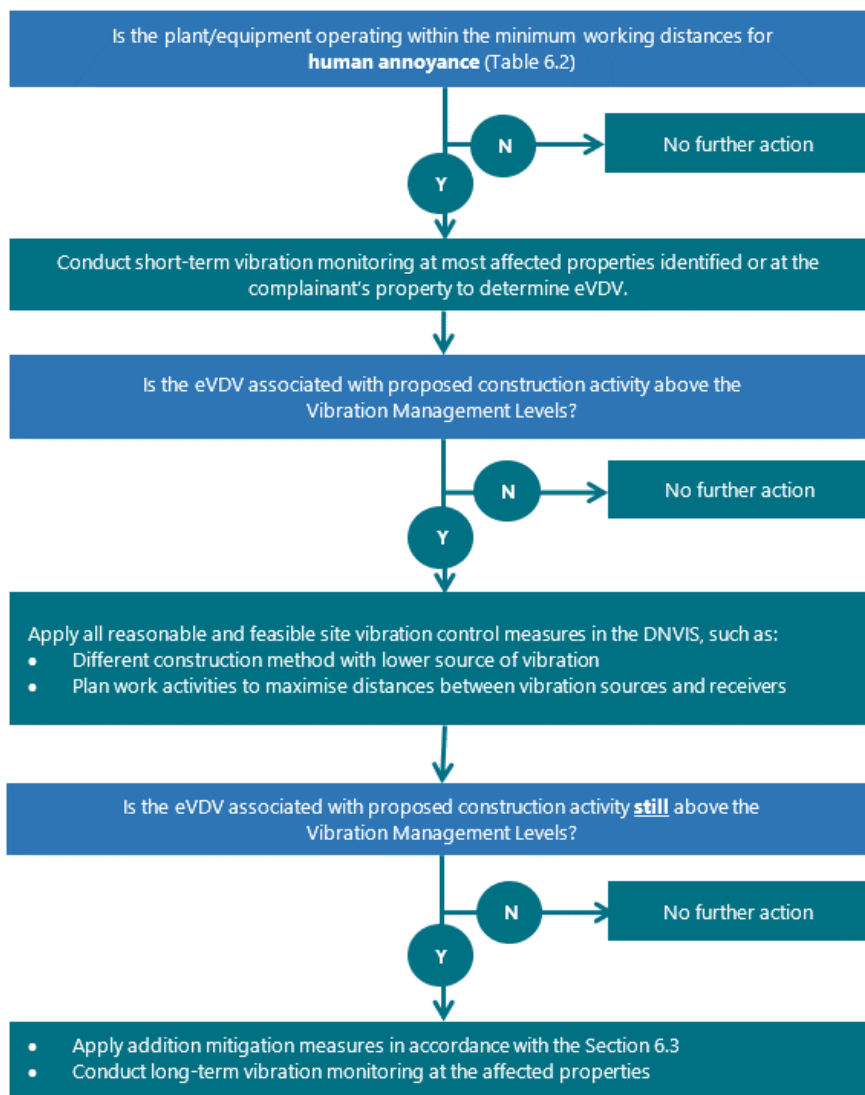 Is the plant/equipment operating within the minimum working distances for
human annoyance (Table 6.2)
N
No further action
Y
Conduct short-term vibration monitoring at most affected properties identified or at the
complainant's property to determine eVDV.
Is the eVDV associated with proposed construction activity above the
Vibration Management Levels?
N
No further action
Y
Apply all reasonable and feasible site vibration control measures in the DNVIS, such as:
• Different construction method with lower source of vibration
• Plan work activities to maximise distances between vibration sources and receivers
Is the eVDV associated with proposed construction activity still above the
Vibration Management Levels?
N
No further action
Y
• Apply addition mitigation measures in accordance with the Section 6.3
• Conduct long-term vibration monitoring at the affected properties